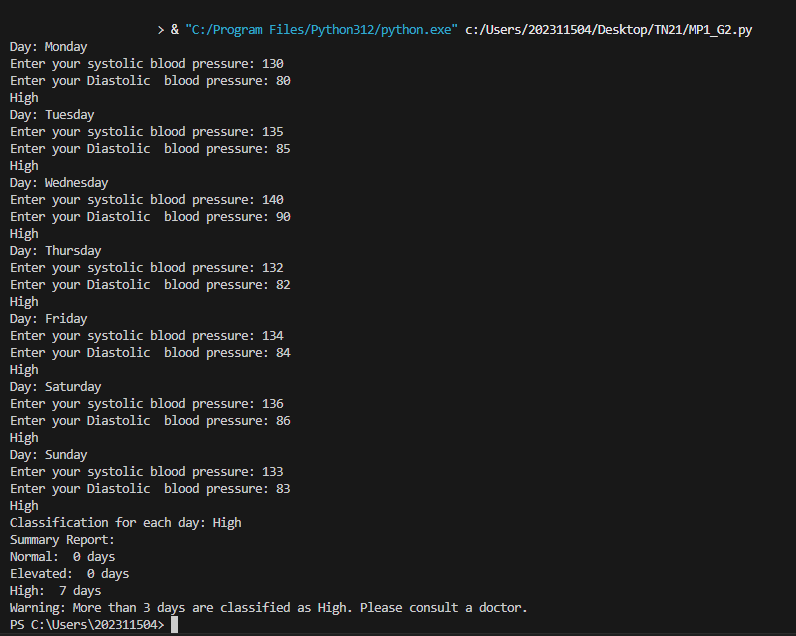 > & "C:/Program Files/Python312/python.exe" c:/Users/202311504/Desktop/TN21/MP1_G2.py
Day: Monday
Enter your systolic blood pressure: 130
Enter your Diastolic  blood pressure: 80
High
Day: Tuesday
Enter your systolic blood pressure: 135
Enter your Diastolic  blood pressure: 85
High
Day: Wednesday
Enter your systolic blood pressure: 140
Enter your Diastolic  blood pressure: 90
High
Day: Thursday
Enter your systolic blood pressure: 132
Enter your Diastolic  blood pressure: 82
High
Day: Friday
Enter your systolic blood pressure: 134
Enter your Diastolic  blood pressure: 84
High
Day: Saturday
Enter your systolic blood pressure: 136
Enter your Diastolic  blood pressure: 86
High
Day: Sunday
Enter your systolic blood pressure: 133
Enter your Diastolic  blood pressure: 83
High
Classification for each day: High
Summary Report:
Normal:  0 days
Elevated:  0 days
High:  7 days
Warning: More than 3 days are classified as High. Please consult a doctor.
PS C:\Users\202311504>